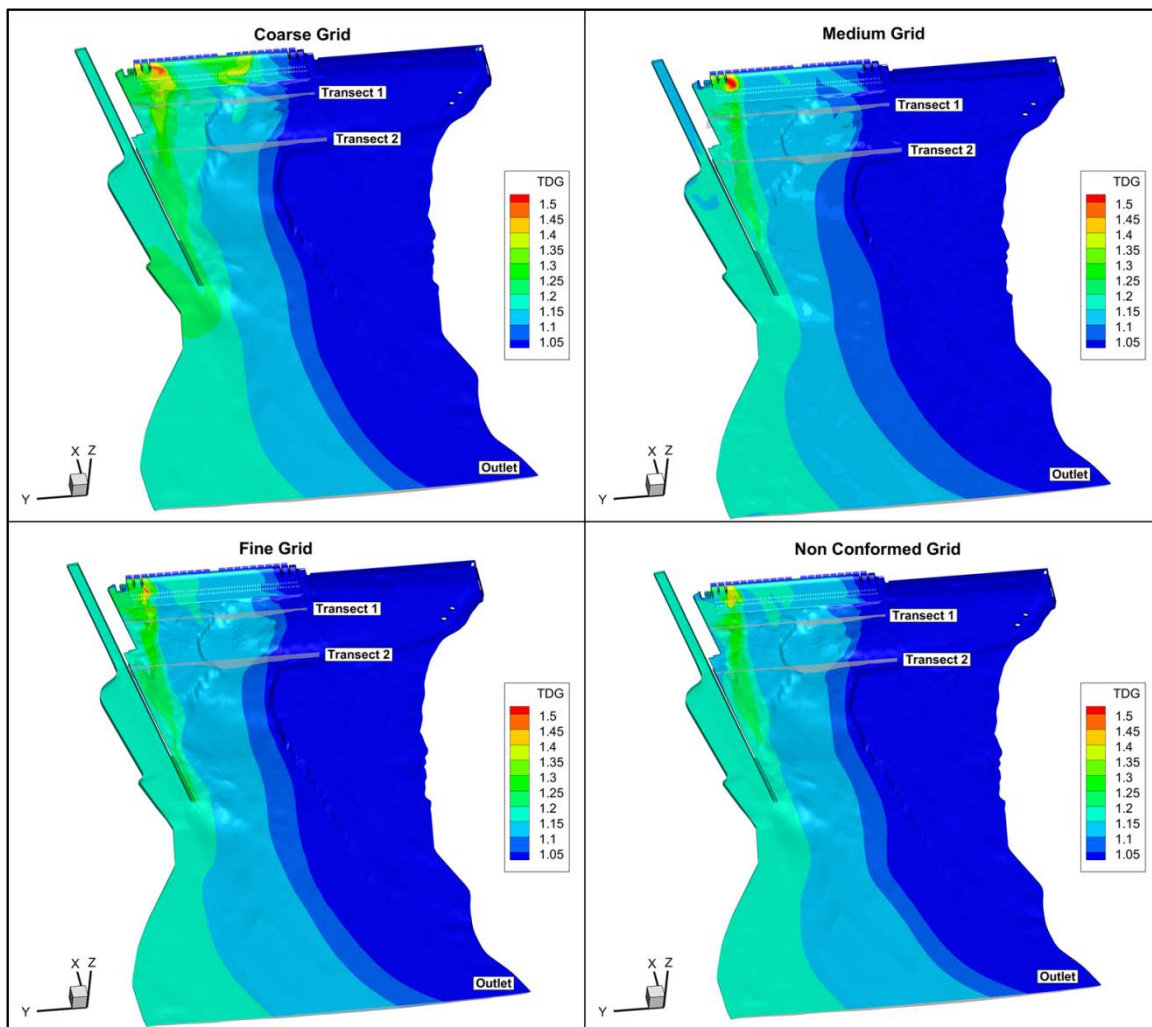 Coarse Grid
Transect 1
Transect 2
TDG
1.5
1.45
1.4
1.35
1.3
1.25
1.2
1.15
1.1
1.05
X Z
Y
Outlet
Medium Grid
Transect 1
Transect 2
TDG
1.5
1.45
1.4
1.35
1.3
1.25
1.2
1.15
1.1
1.05
X Z
Y
Outlet
Fine Grid
Transect 1
Transect 2
TDG
1.5
1.45
1.4
1.35
1.3
1.25
1.2
1.15
1.1
1.05
X Z
Y
Outlet
Non Conformed Grid
Transect 1
Transect 2
TDG
1.5
1.45
1.4
1.35
1.3
1.25
1.2
1.15
1.1
1.05
X Z
Y
Outlet